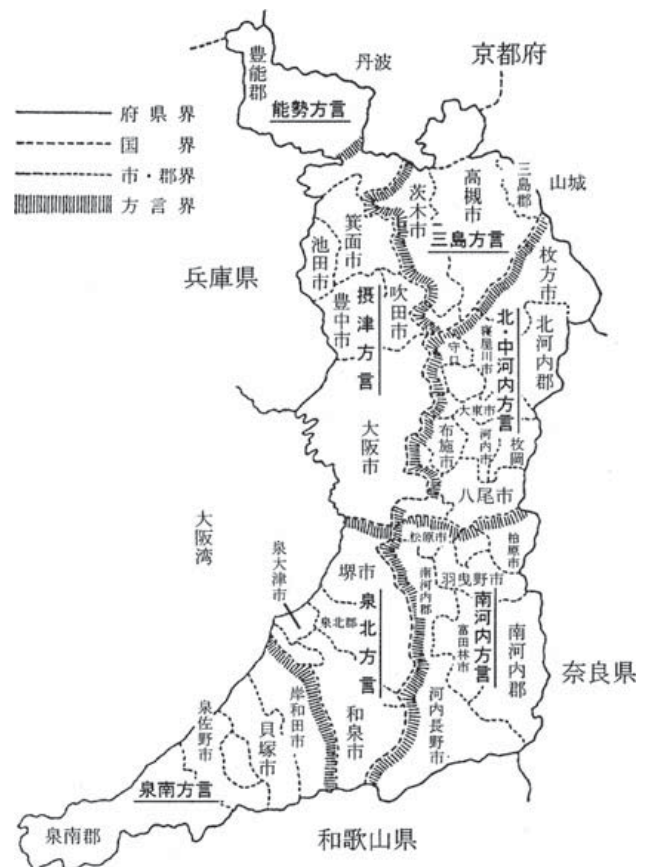 京都府
丹波
豊能郡
能勢方言
府県界
国界
市・郡界
方言界
山城
三島郡
高槻市
茨木市
三島方言
箕面市
池田市
兵庫県
枚方市
吹田市
豊中市
摂津方言
北河内郡
北・中河内方言
寝屋川市
守口
大東市
布施市
河内市
枚岡
大阪市
八尾市
大阪湾
松原市
柏原市
泉大津市
堺市
南河内郡
羽曳野市
泉北郡
泉北方言
南河内方言
富田林市
南河内郡
奈良県
岸和田市
和泉市
河内長野市
泉佐野市
貝塚市
泉南方言
泉南郡
和歌山県